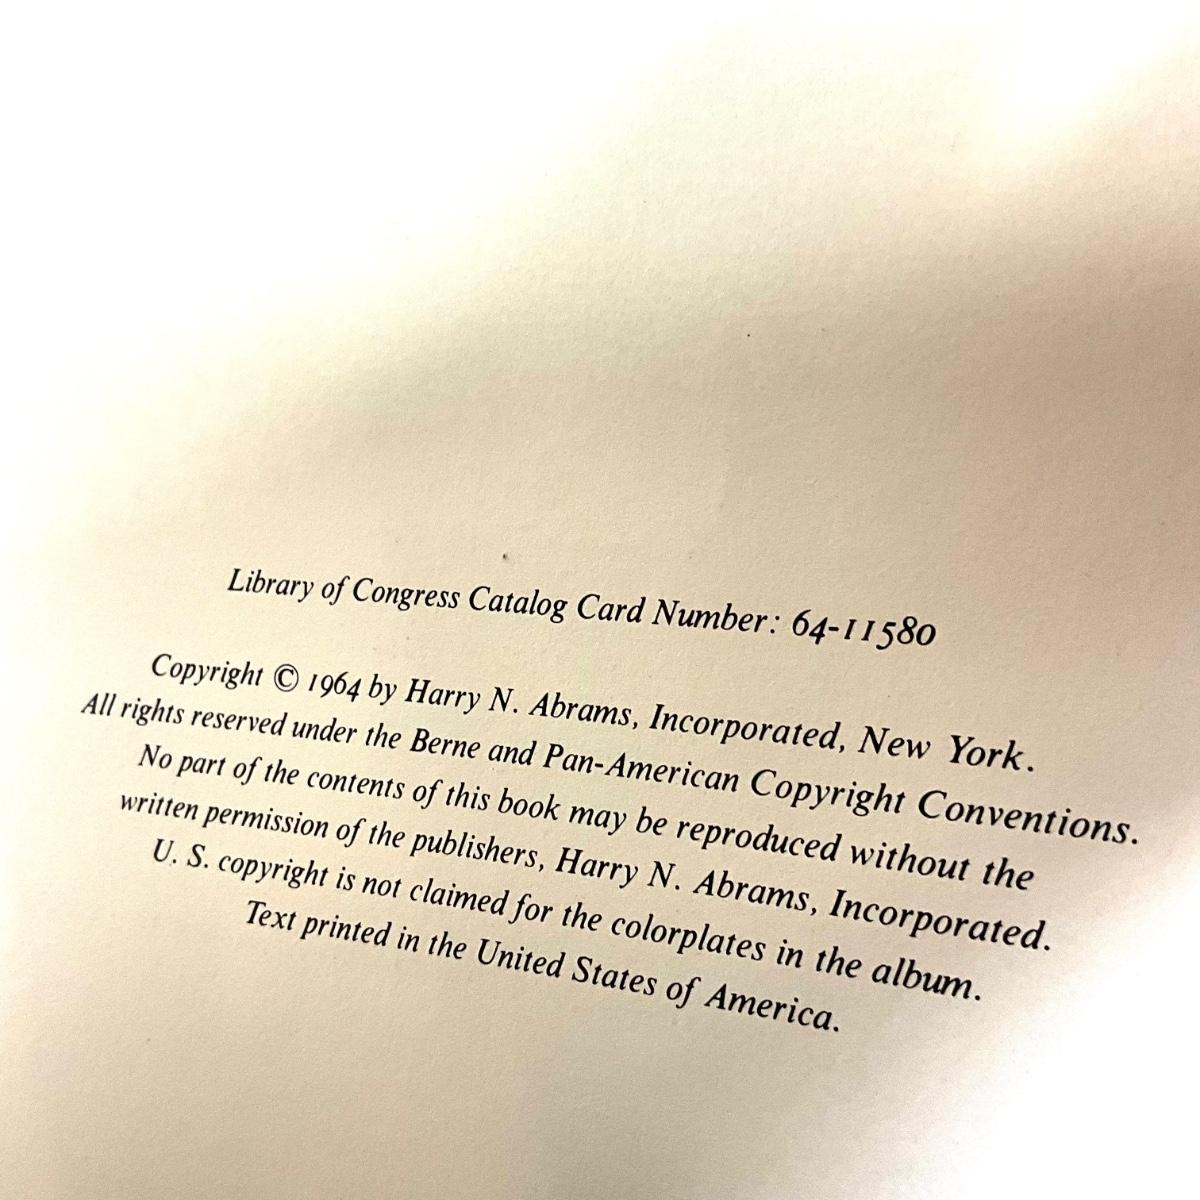 Library of Congress Catalog Card Number: 64-11580
Copyright © 1964 by Harry N. Abrams, Incorporated, New York.
All rights reserved under the Berne and Pan-American Copyright Conventions.
No part of the contents of this book may be reproduced without the
written permission of the publishers, Harry N. Abrams, Incorporated.
U. S. copyright is not claimed for the colorplates in the album.
Text printed in the United States of America.